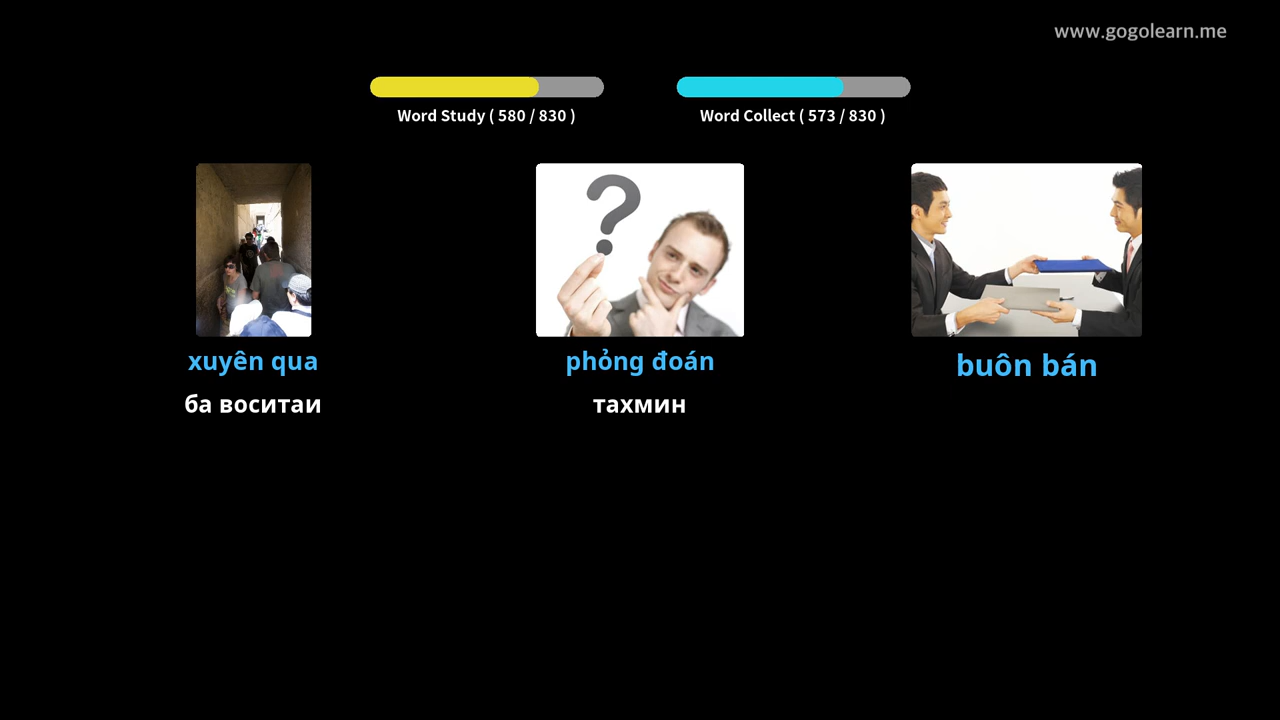 www.gogolearn.me
Word Study ( 580 / 830 )
Word Collect ( 573 / 830 )
xuyên qua
phỏng đoán
buôn bán
ба воситаи
тахмин